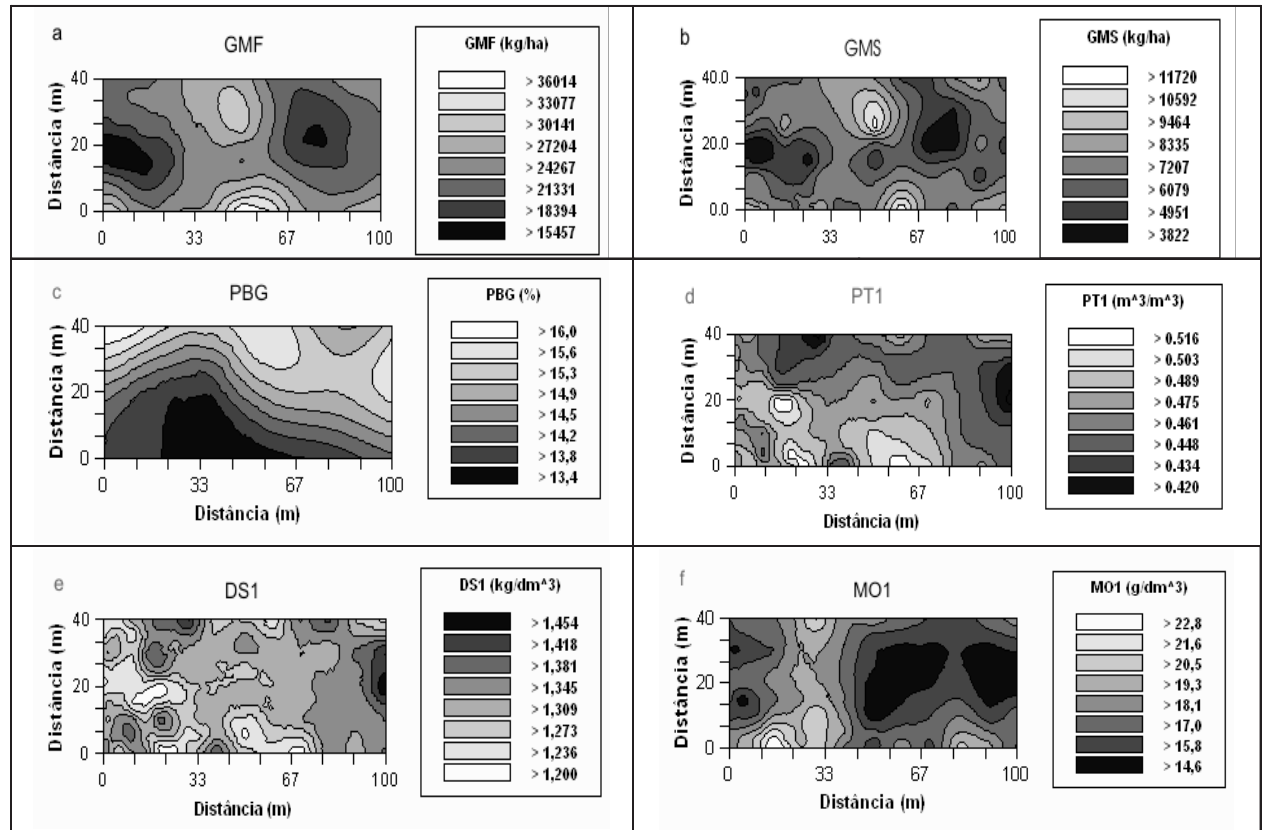 a
GMF
GMF (kg/ha)
> 36014
> 33077
> 30141
> 27204
> 24267
> 21331
> 18394
> 15457
Distância (m)
40
20
0
0 33 67 100
b
GMS
GMS (kg/ha)
> 11720
> 10592
> 9464
> 8335
> 7207
> 6079
> 4951
> 3822
Distância (m)
40.0
20.0
0.0
0 33 67 100
c
PBG
PBG (%)
> 16,0
> 15,6
> 15,3
> 14,9
> 14,5
> 14,2
> 13,8
> 13,4
Distância (m)
40
20
0
0 33 67 100
Distância (m)
d
PT1
PT1 (m^3/m^3)
> 0.516
> 0.503
> 0.489
> 0.475
> 0.461
> 0.448
> 0.434
> 0.420
Distância (m)
40
20
0
0 33 67 100
Distância (m)
e
DS1
DS1 (kg/dm^3)
> 1,454
> 1,418
> 1,381
> 1,345
> 1,309
> 1,273
> 1,236
> 1,200
Distância (m)
40
20
0
0 33 67 100
Distância (m)
f
MO1
MO1 (g/dm^3)
> 22,8
> 21,6
> 20,5
> 19,3
> 18,1
> 17,0
> 15,8
> 14,6
Distância (m)
40
20
0
0 33 67 100
Distância (m)